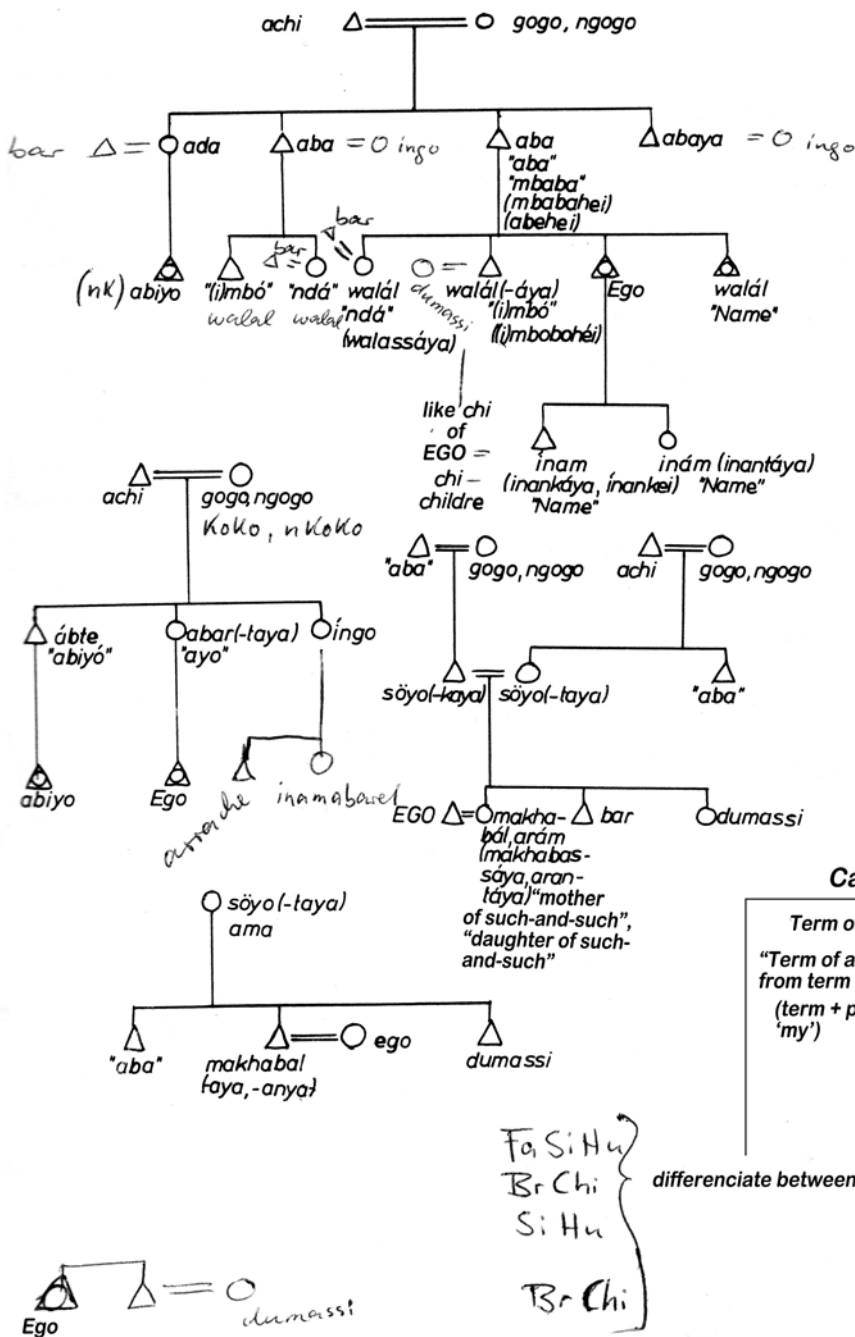 achi gogo, ngogo
bar ada aba = ingo aba abaya = ingo
"aba"
"mbaba"
(mbabahei)
(abehei)
bar
bar
(nK) abiyo "(i)mbó" "ndá" walál walál(-áya) Ego walál
walal walal "ndá" dumassi "(i)mbó" "Name"
(walassáya) ((i)mbobohéi)
like chi
of
EGO =
chi –
childre
ínam inám (inantáya)
(inankáya, ínankei) "Name"
"Name"
achi gogo, ngogo
Koko, nKoKo
"aba" gogo, ngogo achi gogo, ngogo
ábte abar(-taya) íngo
"abiyó" "ayo"
söyo(-kaya) söyo(-taya) "aba"
abiyo Ego arrache inamabarel
EGO = makha- bar dumassi
bál, arám
(makhabas-
sáya, aran-
táya) "mother
of such-and-such",
"daughter of such-
and-such"
söyo (-taya)
ama
"aba" makhabal ego dumassi
(-aya, -anya)
Ca
Term o
"Term of a
from term
(term + p
'my')
Fa Si Hu
Br Chi
Si Hu
Br Chi
differenciate between
Ego dumassi